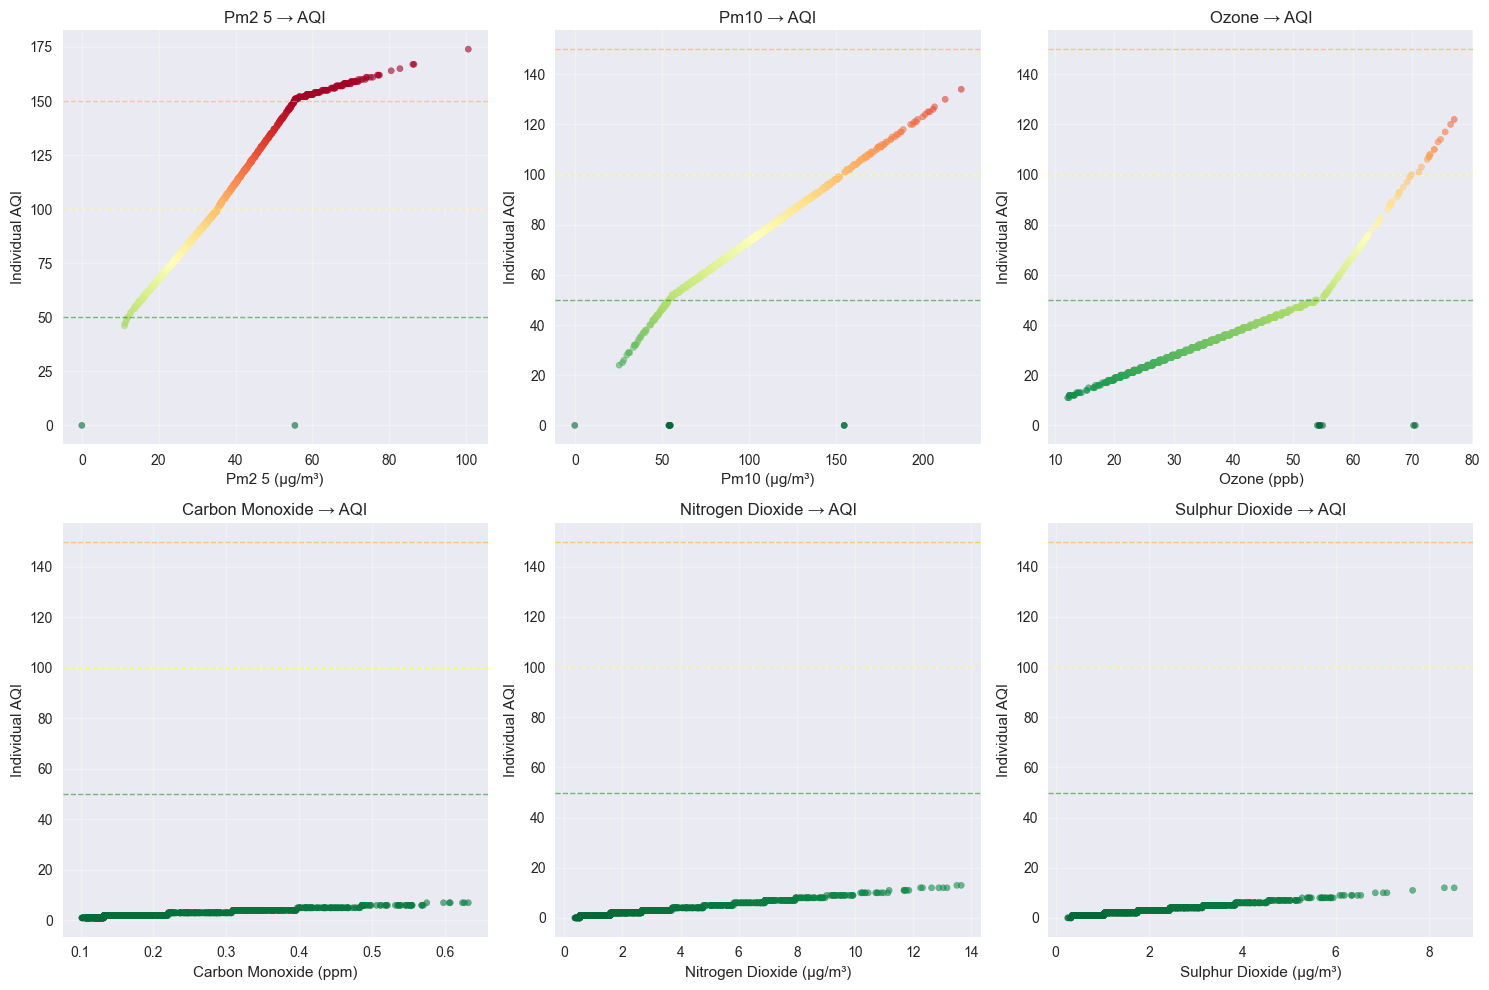 Pm2 5 → AQI
Individual AQI
175
150
125
100
75
50
25
0
0 20 40 60 80 100
Pm2 5 (µg/m³)
Pm10 → AQI
Individual AQI
140
120
100
80
60
40
20
0
0 50 100 150 200
Pm10 (µg/m³)
Ozone → AQI
Individual AQI
140
120
100
80
60
40
20
0
10 20 30 40 50 60 70 80
Ozone (ppb)
Carbon Monoxide → AQI
Individual AQI
140
120
100
80
60
40
20
0
0.1 0.2 0.3 0.4 0.5 0.6
Carbon Monoxide (ppm)
Nitrogen Dioxide → AQI
Individual AQI
140
120
100
80
60
40
20
0
0 2 4 6 8 10 12 14
Nitrogen Dioxide (µg/m³)
Sulphur Dioxide → AQI
Individual AQI
140
120
100
80
60
40
20
0
0 2 4 6 8
Sulphur Dioxide (µg/m³)